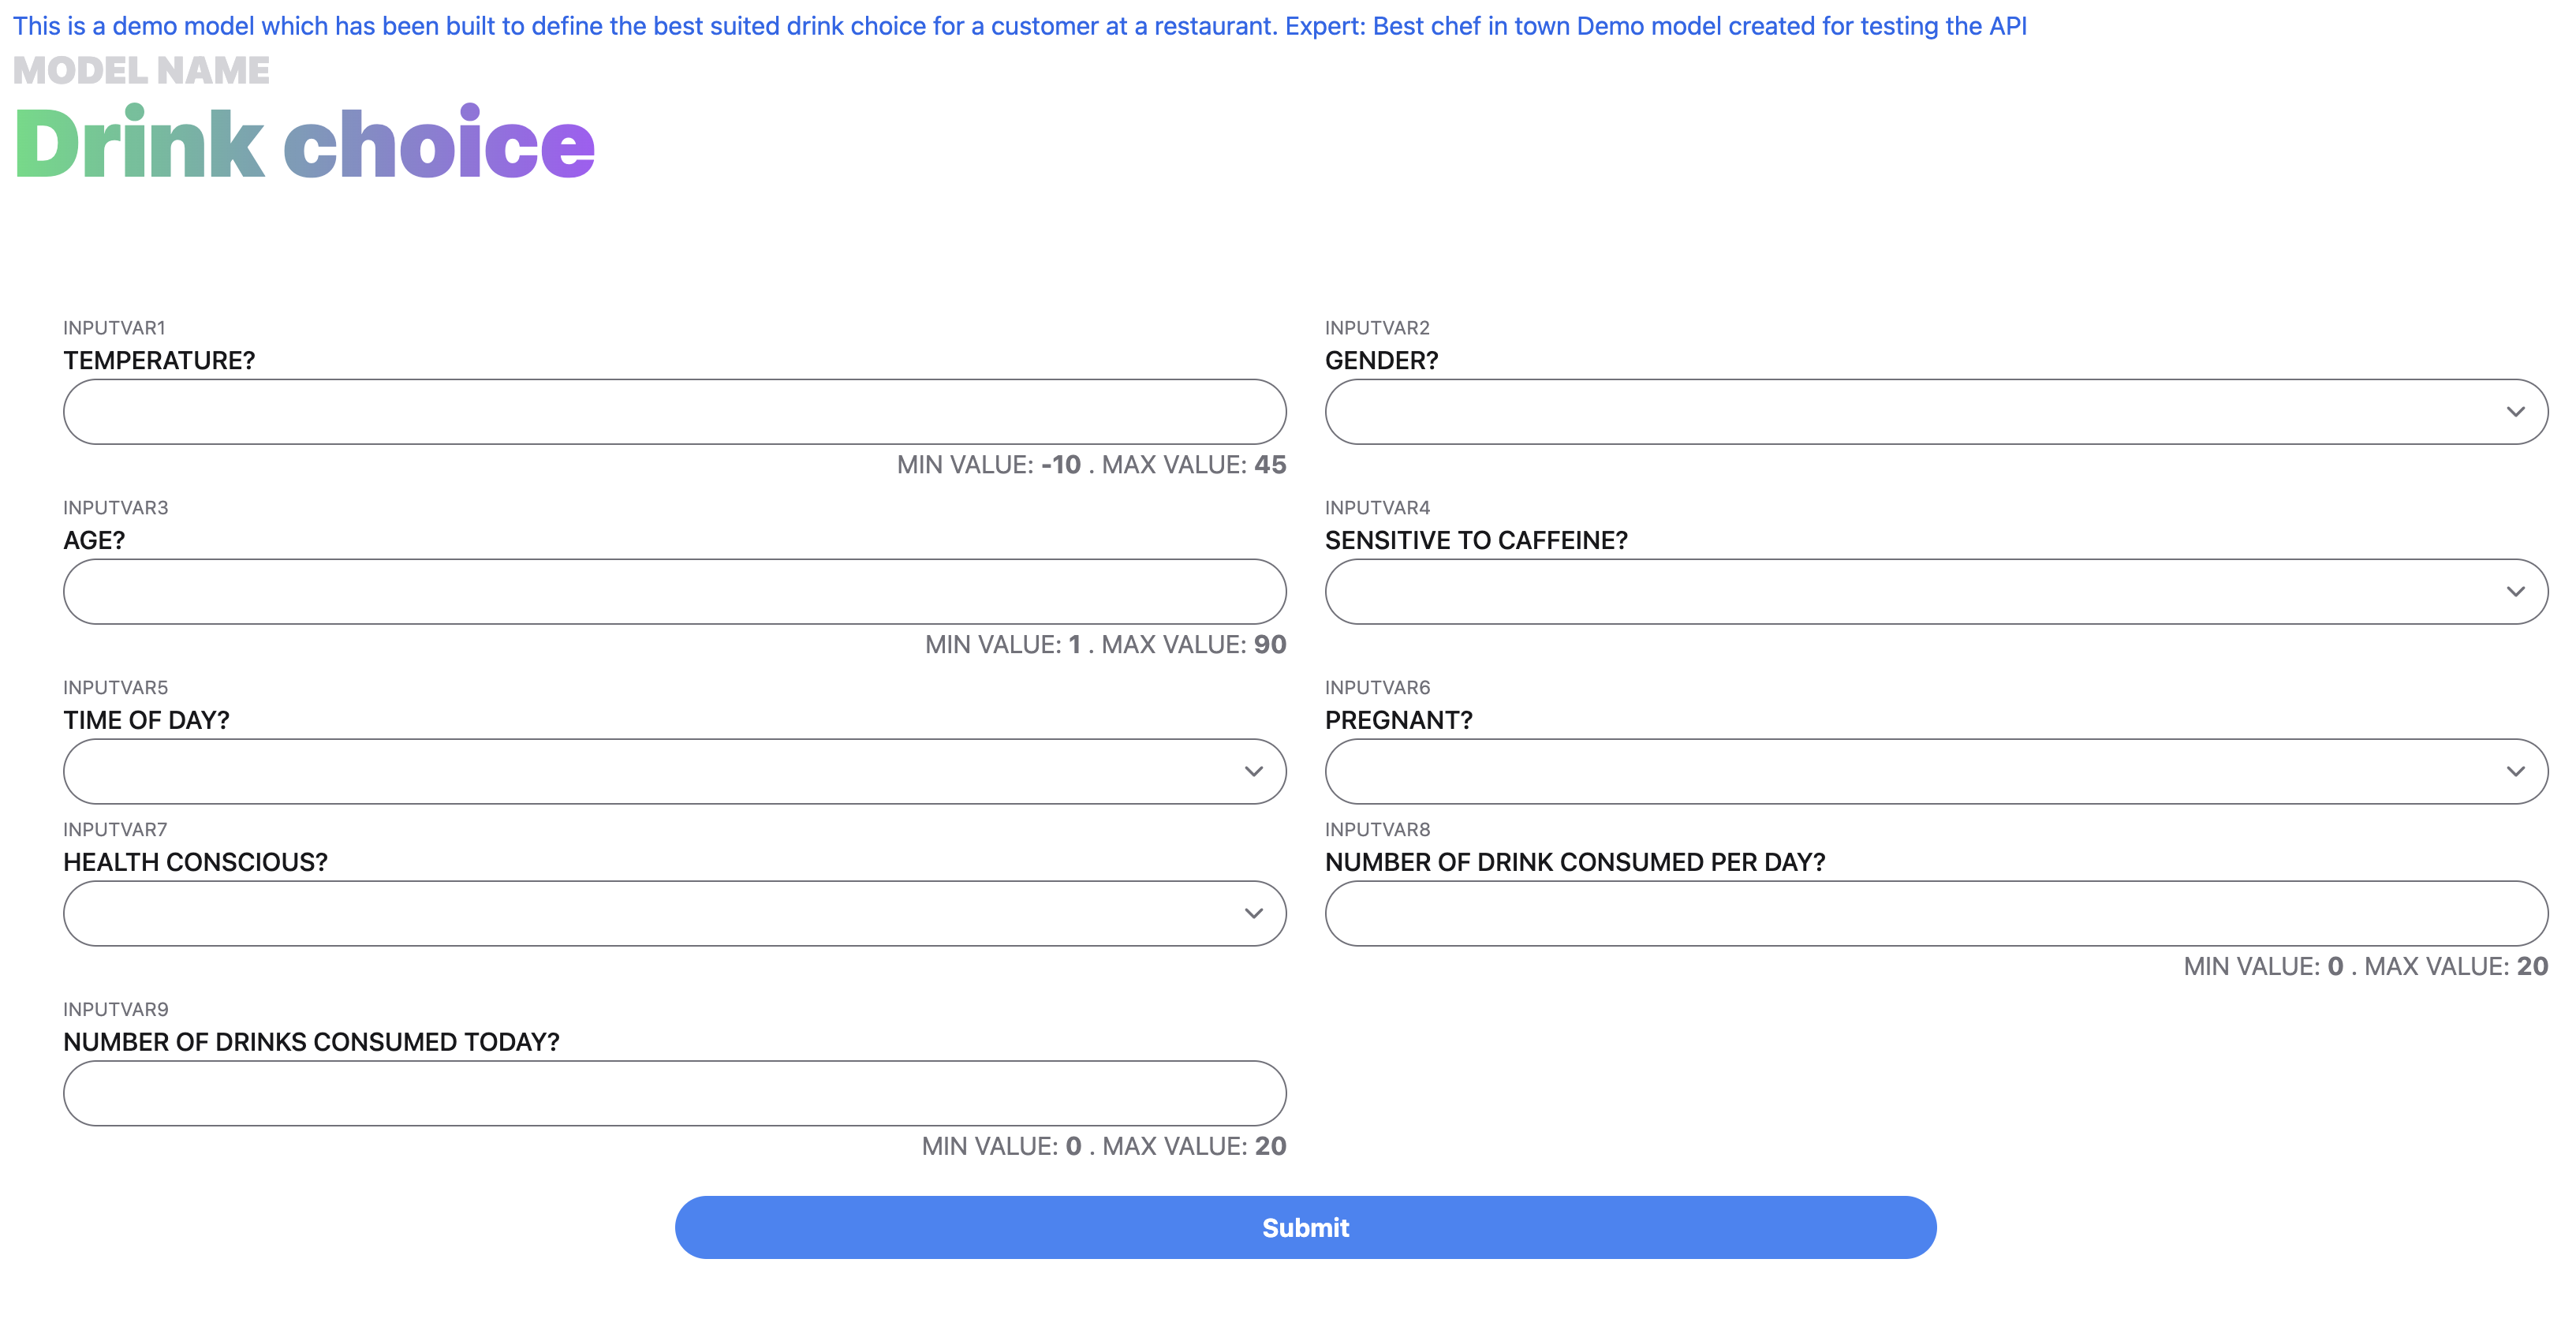 This is a demo model which has been built to define the best suited drink choice for a customer at a restaurant. Expert: Best chef in town Demo model created for testing the API
MODEL NAME
Drink choice
INPUTVAR1
TEMPERATURE?
MIN VALUE: -10 . MAX VALUE: 45
INPUTVAR2
GENDER?
INPUTVAR3
AGE?
MIN VALUE: 1 . MAX VALUE: 90
INPUTVAR4
SENSITIVE TO CAFFEINE?
INPUTVAR5
TIME OF DAY?
INPUTVAR6
PREGNANT?
INPUTVAR7
HEALTH CONSCIOUS?
INPUTVAR8
NUMBER OF DRINK CONSUMED PER DAY?
MIN VALUE: 0 . MAX VALUE: 20
INPUTVAR9
NUMBER OF DRINKS CONSUMED TODAY?
MIN VALUE: 0 . MAX VALUE: 20
Submit